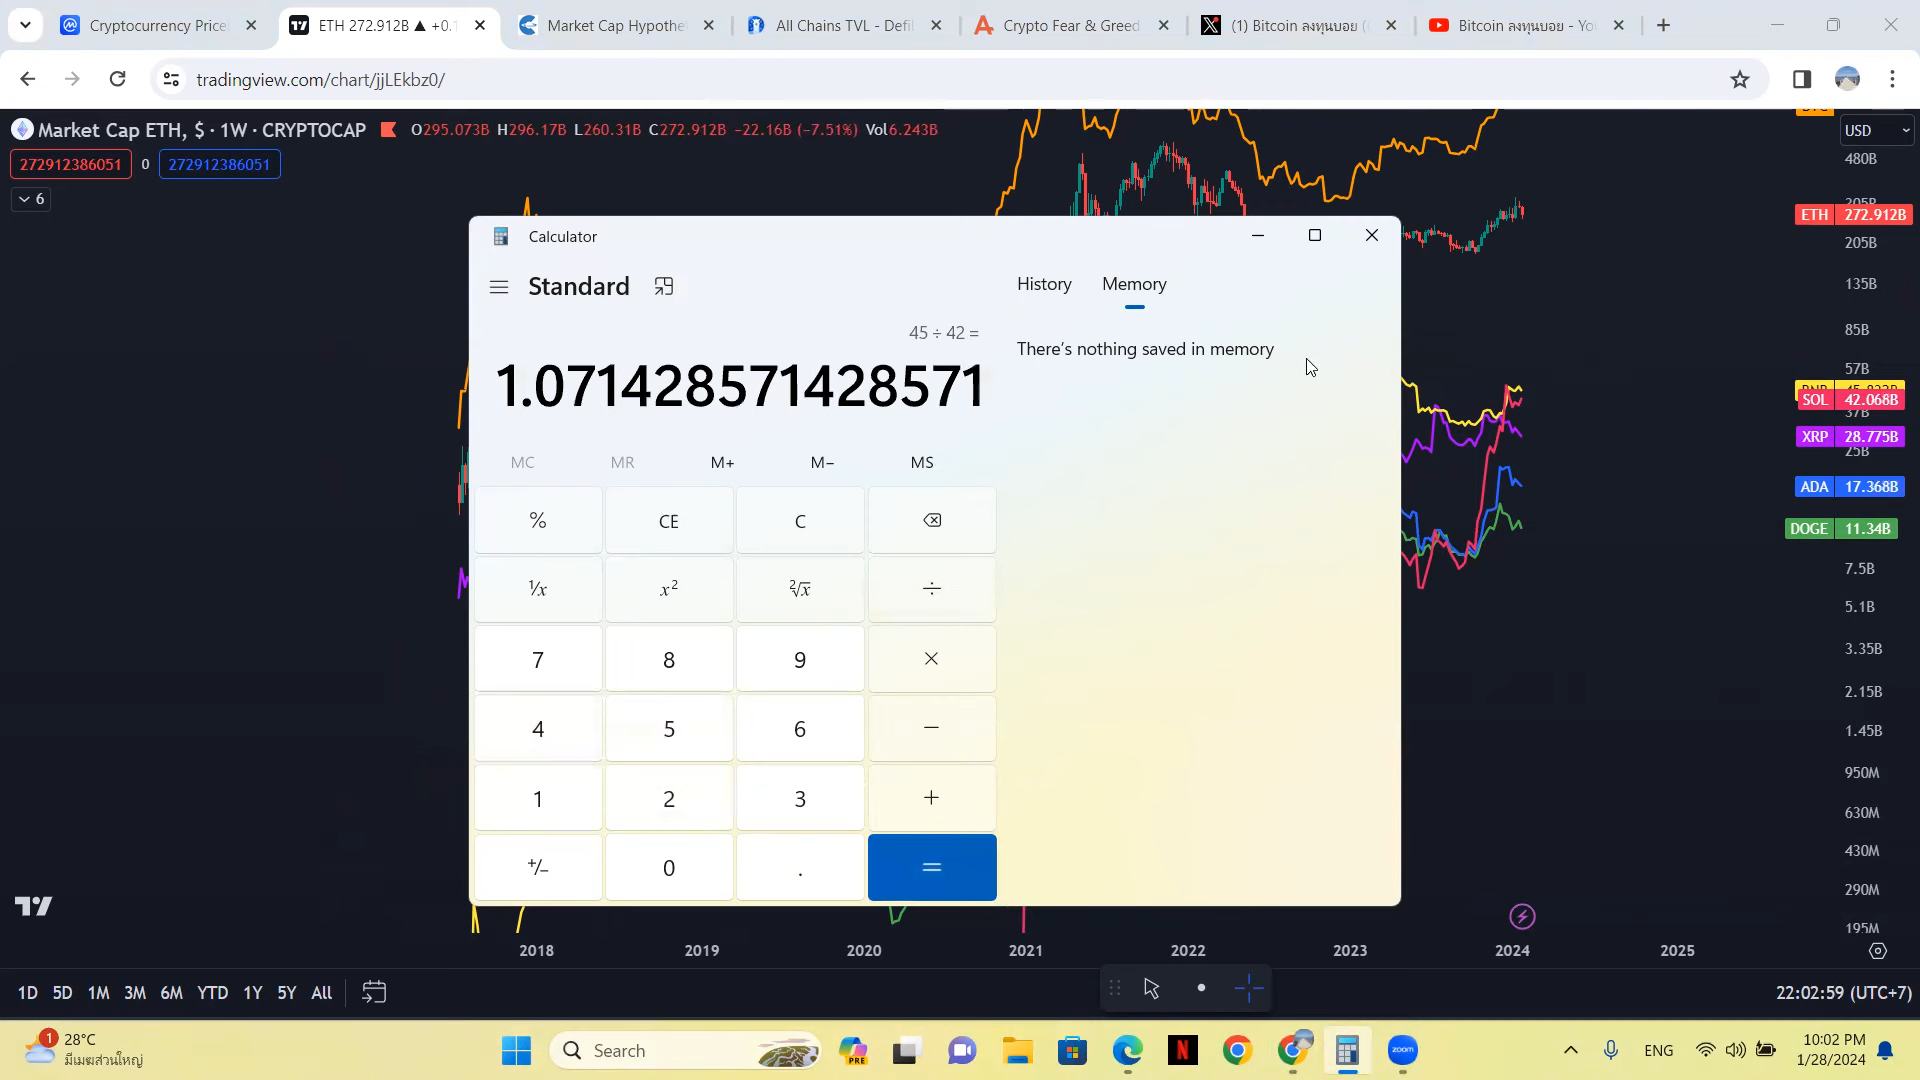 Cryptocurrency Price
ETH 272.912B ▲ +0.1
Market Cap Hypothe
All Chains TVL - Defil
Crypto Fear & Greed
(1) Bitcoin ลงทุนบอย (
Bitcoin ลงทุนบอย - Yo
tradingview.com/chart/jjLEkbz0/
Market Cap ETH, $ · 1W · CRYPTOCAP
O295.073B H296.17B L260.31B C272.912B −22.16B (−7.51%) Vol6.243B
USD
272912386051 0 272912386051
6
480B
ETH 272.912B
205B
135B
85B
57B
SOL 42.068B
37B
XRP 28.775B
25B
ADA 17.368B
DOGE 11.34B
7.5B
5.1B
3.35B
2.15B
1.45B
950M
630M
430M
290M
195M
Calculator
Standard
History Memory
45 ÷ 42 =
1.071428571428571
There's nothing saved in memory
MC MR M+ M− MS
% CE C
¹/x x² ²√x ÷
7 8 9 ×
4 5 6 −
1 2 3 +
+/− 0 . =
2018 2019 2020 2021 2022 2023 2024 2025
1D 5D 1M 3M 6M YTD 1Y 5Y All
22:02:59 (UTC+7)
1
28°C
มีเมฆส่วนใหญ่
Search
PRE
N
zoom
ENG
10:02 PM
1/28/2024